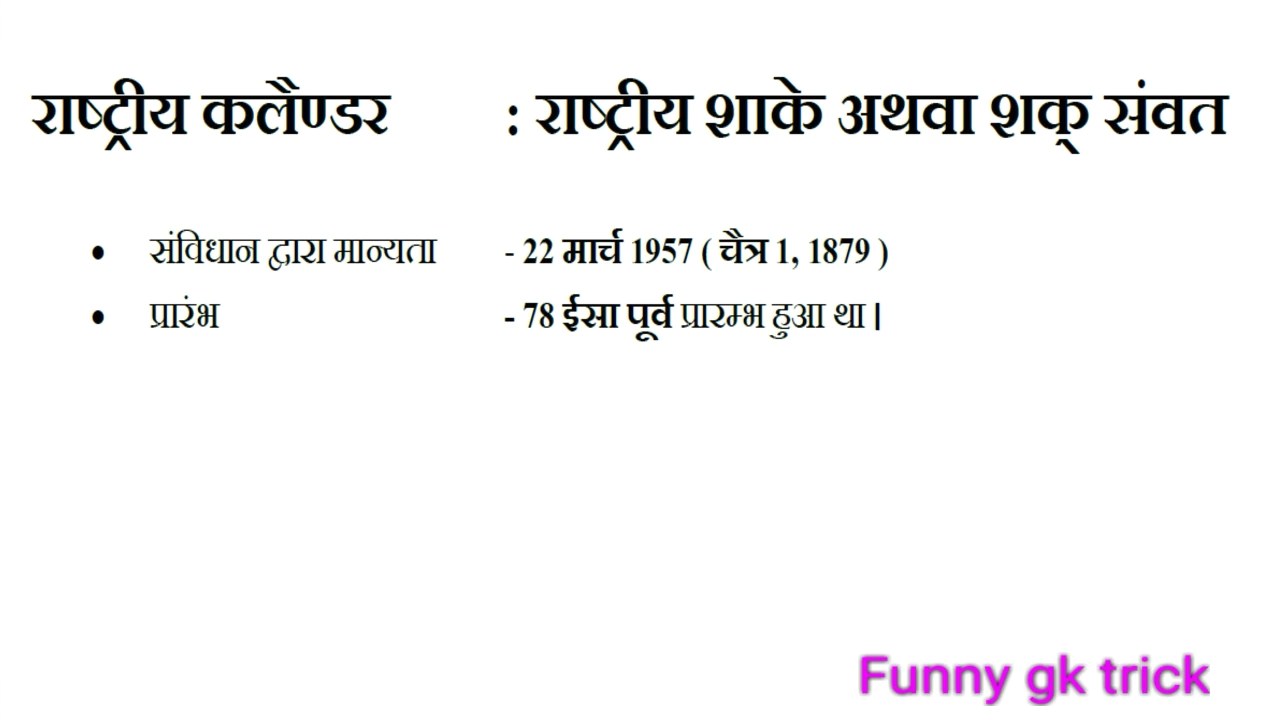 राष्ट्रीय कलैण्डर : राष्ट्रीय शाके अथवा शक् संवत
• संविधान द्वारा मान्यता - 22 मार्च 1957 ( चैत्र 1, 1879 )
• प्रारंभ - 78 ईसा पूर्व प्रारम्भ हुआ था ।
Funny gk trick